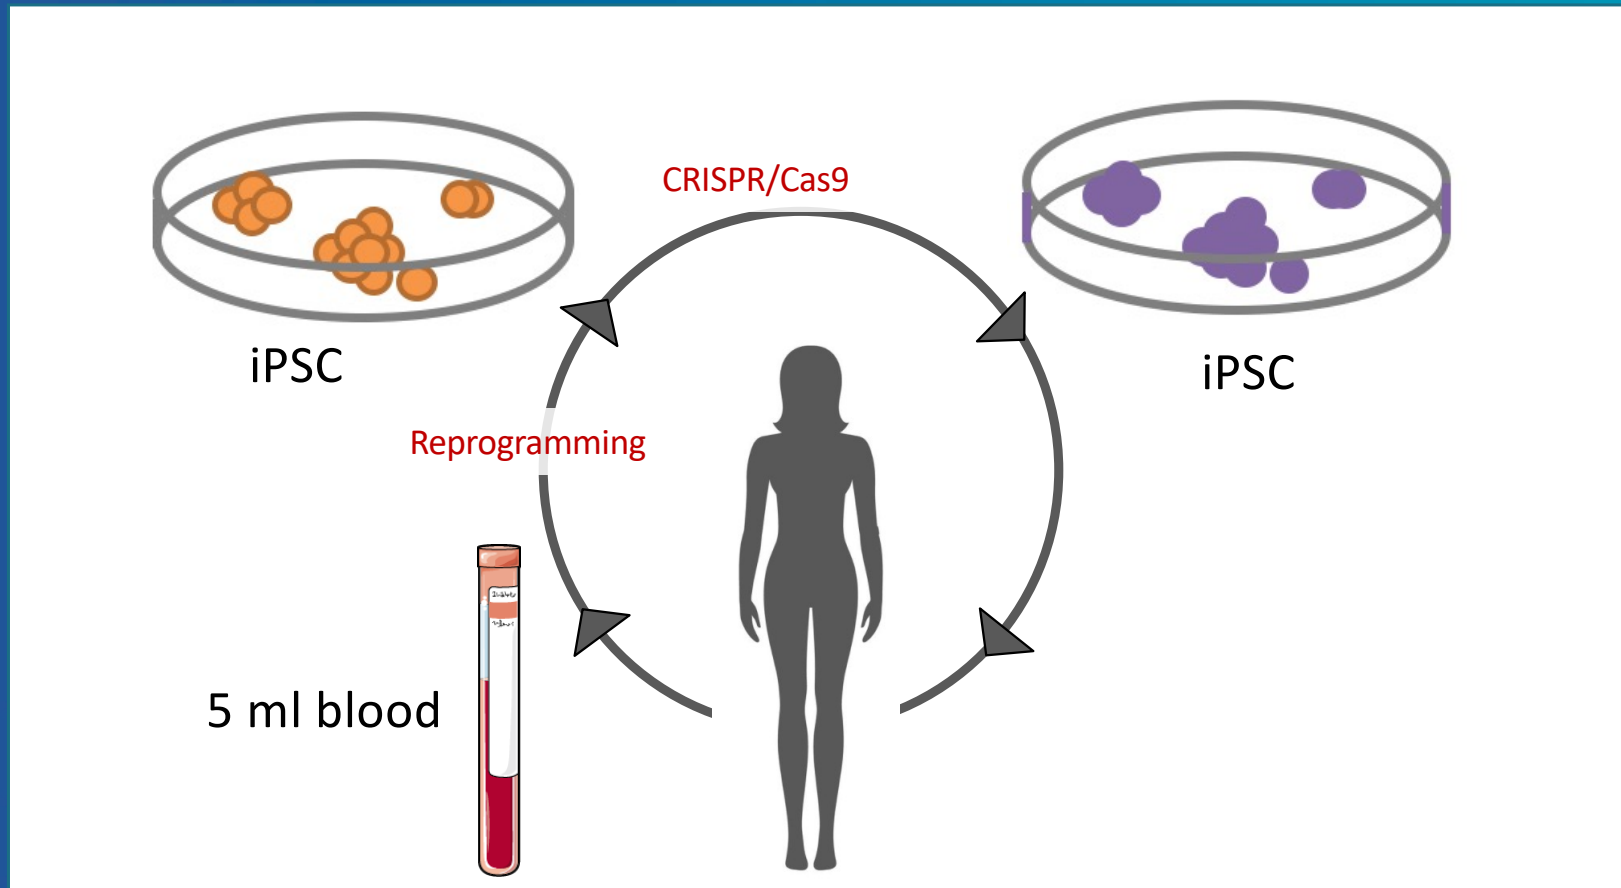 CRISPR/Cas9
iPSC
iPSC
Reprogramming
5 ml blood